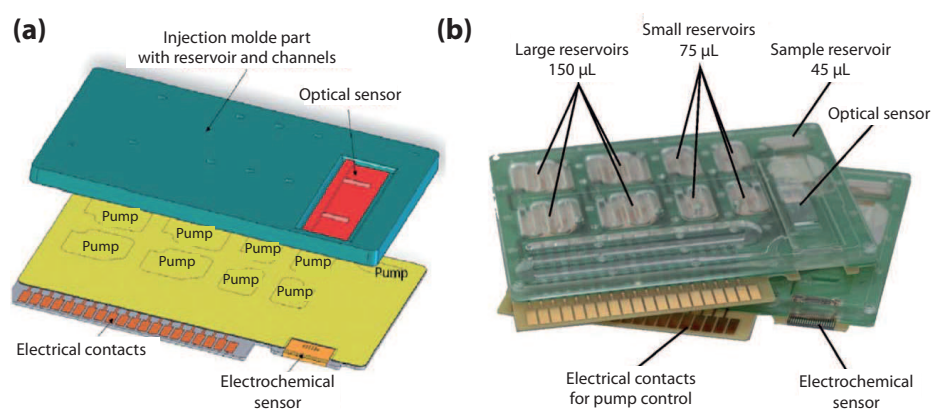 (a)
Injection molde part
with reservoir and channels
Optical sensor
Pump
Pump
Pump
Pump
Pump
Pump
Pump
Pump
Pump
Electrical contacts
Electrochemical
sensor
(b)
Large reservoirs
150 µL
Small reservoirs
75 µL
Sample reservoir
45 µL
Optical sensor
Electrical contacts
for pump control
Electrochemical
sensor